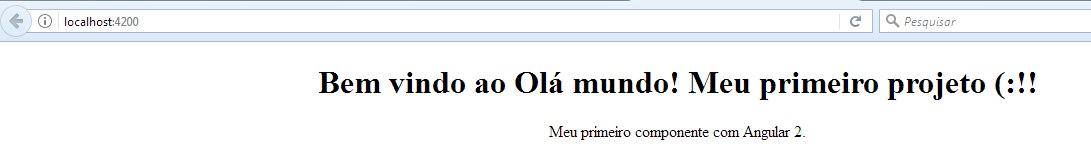 localhost:4200
Pesquisar
Bem vindo ao Olá mundo! Meu primeiro projeto (:!!
Meu primeiro componente com Angular 2.